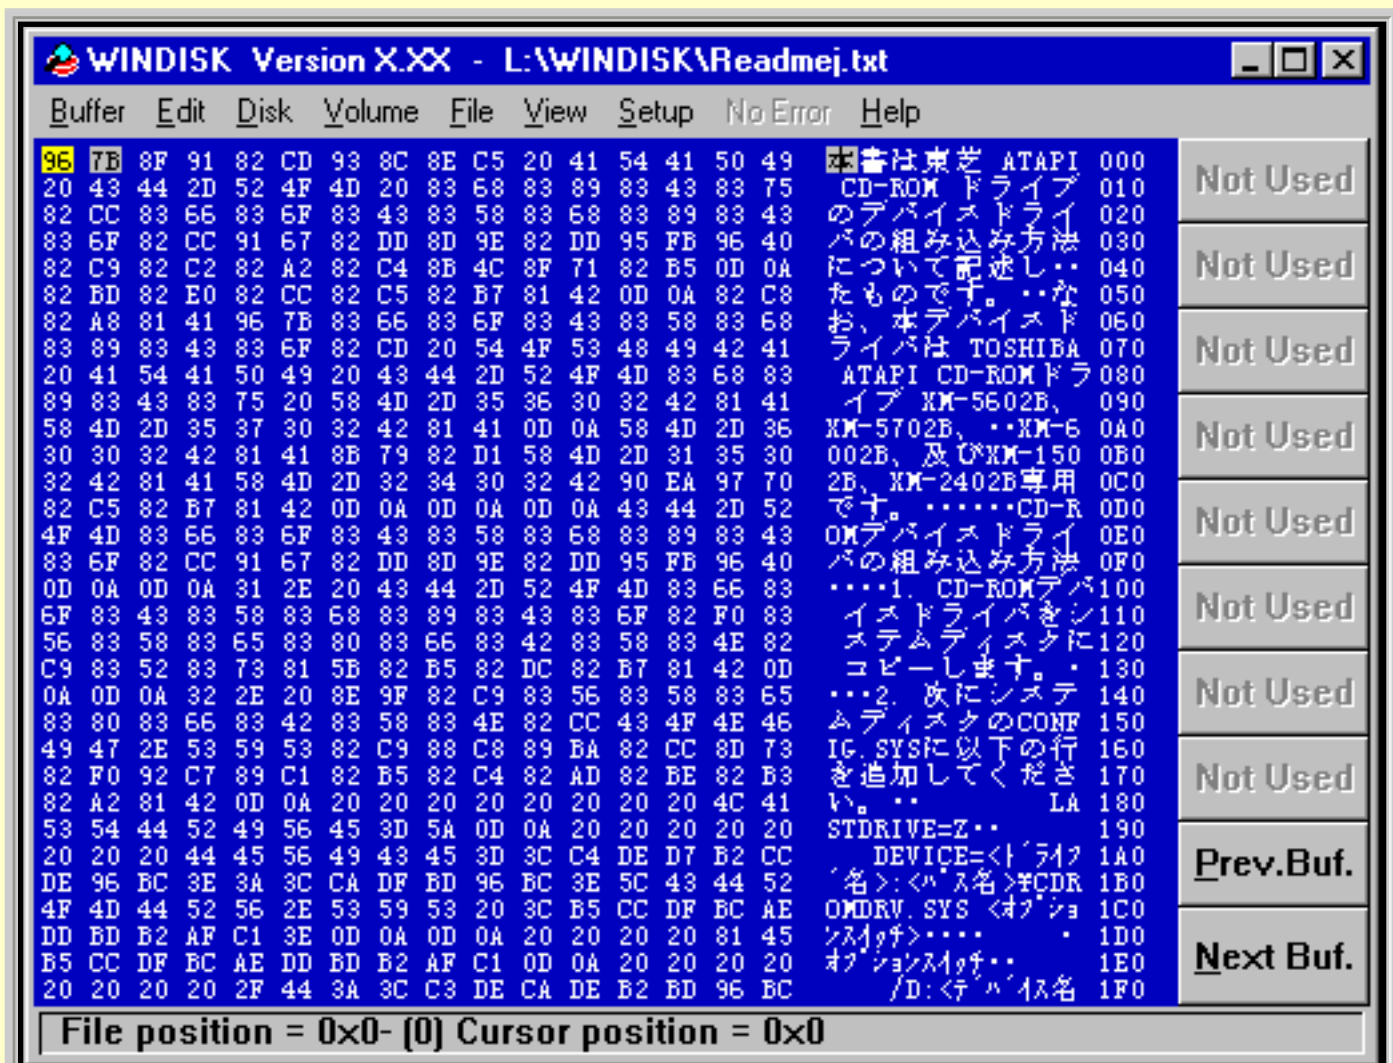 WINDISK Version X.XX - L:\WINDISK\Readmej.txt
Buffer Edit Disk Volume File View Setup No Error Help
96 7B 8F 91 82 CD 93 8C 8E C5 20 41 54 41 50 49 本書は東芝 ATAPI 000
20 43 44 2D 52 4F 4D 20 83 68 83 89 83 43 83 75 CD-ROM ドライブ 010
82 CC 83 66 83 6F 83 43 83 58 83 68 83 89 83 43 のデバイスドライ 020
83 6F 82 CC 91 67 82 DD 8D 9E 82 DD 95 FB 96 40 バの組み込み方法 030
82 C9 82 C2 82 A2 82 C4 8B 4C 8F 71 82 B5 0D 0A について記述し·· 040
82 BD 82 E0 82 CC 82 C5 82 B7 81 42 0D 0A 82 C8 たものです。··な 050
82 A8 81 41 96 7B 83 66 83 6F 83 43 83 58 83 68 お、本デバイスド 060
83 89 83 43 83 6F 82 CD 20 54 4F 53 48 49 42 41 ライバは TOSHIBA 070
20 41 54 41 50 49 20 43 44 2D 52 4F 4D 83 68 83 ATAPI CD-ROMドラ 080
89 83 43 83 75 20 58 4D 2D 35 36 30 32 42 81 41 イブ XM-5602B、 090
58 4D 2D 35 37 30 32 42 81 41 0D 0A 58 4D 2D 36 XM-5702B、··XM-6 0A0
30 30 32 42 81 41 8B 79 82 D1 58 4D 2D 31 35 30 002B、及びXM-150 0B0
32 42 81 41 58 4D 2D 32 34 30 32 42 90 EA 97 70 2B、XM-2402B専用 0C0
82 C5 82 B7 81 42 0D 0A 0D 0A 0D 0A 43 44 2D 52 です。······CD-R 0D0
4F 4D 83 66 83 6F 83 43 83 58 83 68 83 89 83 43 OMデバイスドライ 0E0
83 6F 82 CC 91 67 82 DD 8D 9E 82 DD 95 FB 96 40 バの組み込み方法 0F0
0D 0A 0D 0A 31 2E 20 43 44 2D 52 4F 4D 83 66 83 ····1. CD-ROMデバ 100
6F 83 43 83 58 83 68 83 89 83 43 83 6F 82 F0 83 イスドライバをシ 110
56 83 58 83 65 83 80 83 66 83 42 83 58 83 4E 82 ステムディスクに 120
C9 83 52 83 73 81 5B 82 B5 82 DC 82 B7 81 42 0D コピーします。· 130
0A 0D 0A 32 2E 20 8E 9F 82 C9 83 56 83 58 83 65 ···2. 次にシステ 140
83 80 83 66 83 42 83 58 83 4E 82 CC 43 4F 4E 46 ムディスクのCONF 150
49 47 2E 53 59 53 82 C9 88 C8 89 BA 82 CC 8D 73 IG.SYSに以下の行 160
82 F0 92 C7 89 C1 82 B5 82 C4 82 AD 82 BE 82 B3 を追加してくださ 170
82 A2 81 42 0D 0A 20 20 20 20 20 20 20 20 4C 41 い。·· LA 180
53 54 44 52 49 56 45 3D 5A 0D 0A 20 20 20 20 20 STDRIVE=Z·· 190
20 20 20 44 45 56 49 43 45 3D 3C C4 DE D7 B2 CC DEVICE=<ﾄﾞﾗｲﾌ 1A0
DE 96 BC 3E 3A 3C CA DF BD 96 BC 3E 5C 43 44 52 ﾞ名>:<ﾊﾟｽ名>¥CDR 1B0
4F 4D 44 52 56 2E 53 59 53 20 3C B5 CC DF BC AE OMDRV.SYS <ｵﾌﾟｼｮ 1C0
DD BD B2 AF C1 3E 0D 0A 0D 0A 20 20 20 20 81 45 ﾝｽｲｯﾁ>···· ・ 1D0
B5 CC DF BC AE DD BD B2 AF C1 0D 0A 20 20 20 20 ｵﾌﾟｼｮﾝｽｲｯﾁ·· 1E0
20 20 20 20 2F 44 3A 3C C3 DE CA DE B2 BD 96 BC /D:<ﾃﾞﾊﾞｲｽ名 1F0
Not Used
Not Used
Not Used
Not Used
Not Used
Not Used
Not Used
Not Used
Prev.Buf.
Next Buf.
File position = 0x0- (0) Cursor position = 0x0